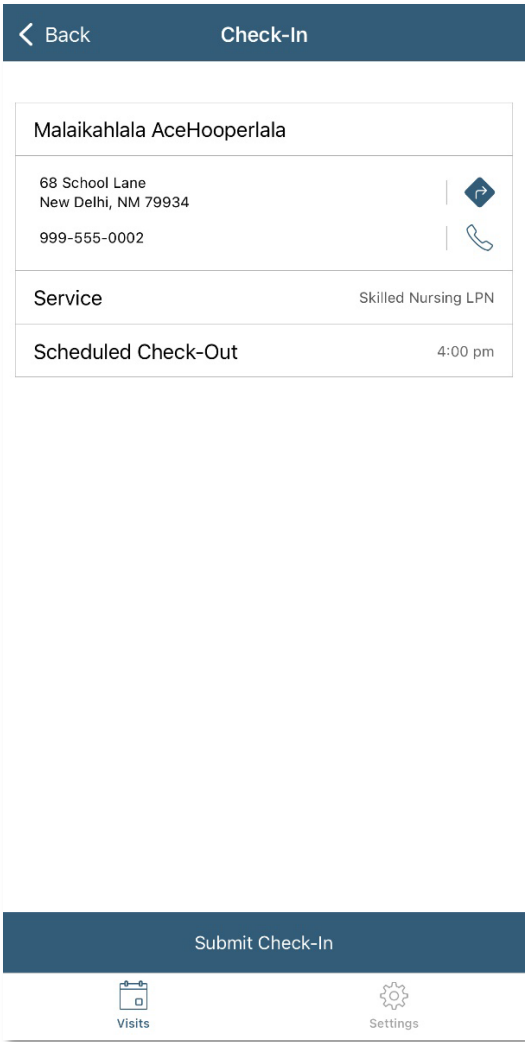 Back
Check-In
Malaikahlala AceHooperlala
68 School Lane
New Delhi, NM 79934
999-555-0002
Service
Skilled Nursing LPN
Scheduled Check-Out
4:00 pm
Submit Check-In
Visits
Settings